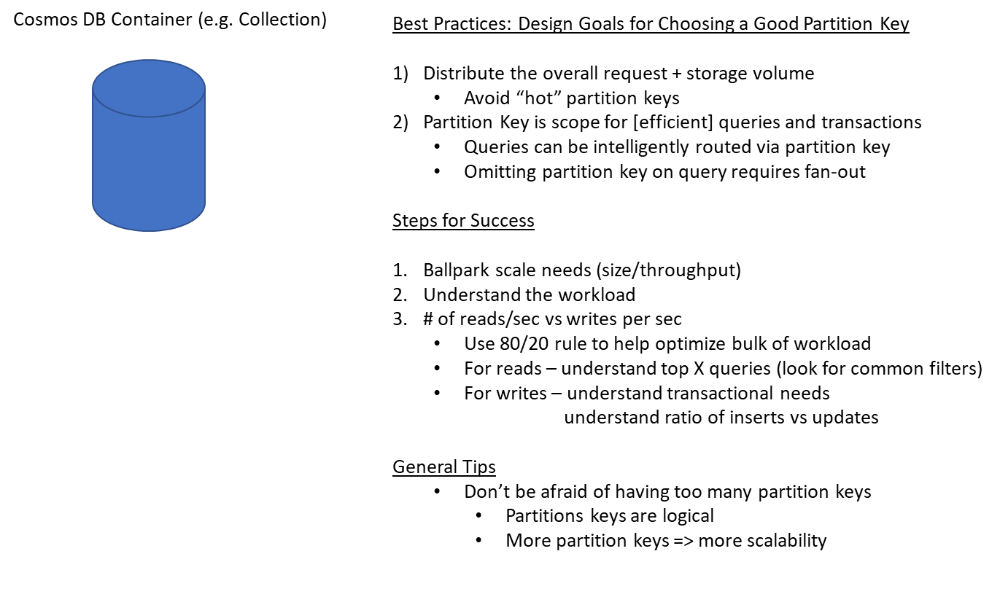 Cosmos DB Container (e.g. Collection)
Best Practices: Design Goals for Choosing a Good Partition Key
1) Distribute the overall request + storage volume
• Avoid “hot” partition keys
2) Partition Key is scope for [efficient] queries and transactions
• Queries can be intelligently routed via partition key
• Omitting partition key on query requires fan-out
Steps for Success
1. Ballpark scale needs (size/throughput)
2. Understand the workload
3. # of reads/sec vs writes per sec
• Use 80/20 rule to help optimize bulk of workload
• For reads – understand top X queries (look for common filters)
• For writes – understand transactional needs
understand ratio of inserts vs updates
General Tips
• Don’t be afraid of having too many partition keys
• Partitions keys are logical
• More partition keys => more scalability